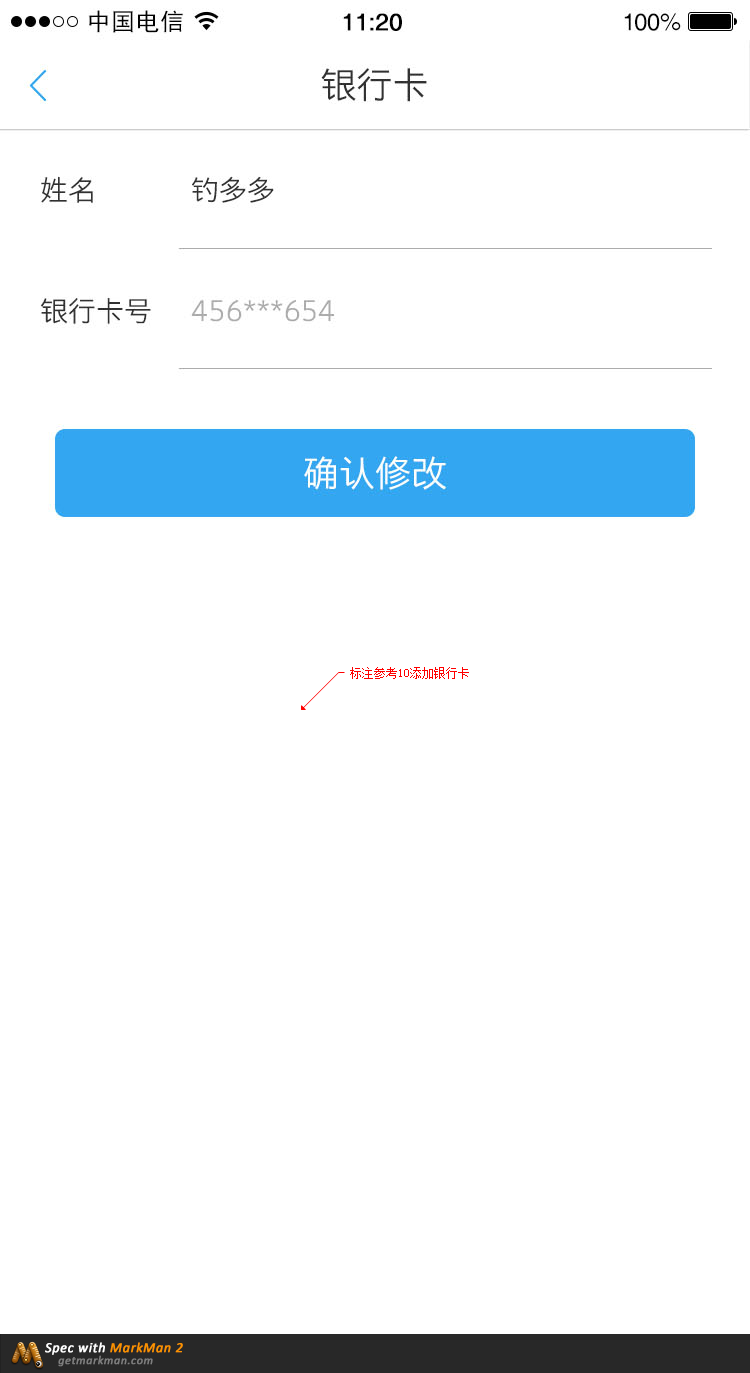 中国电信 11:20 100%
银行卡
姓名 钓多多
银行卡号 456***654
确认修改
标注参考10添加银行卡
Spec with MarkMan 2
getmarkman.com